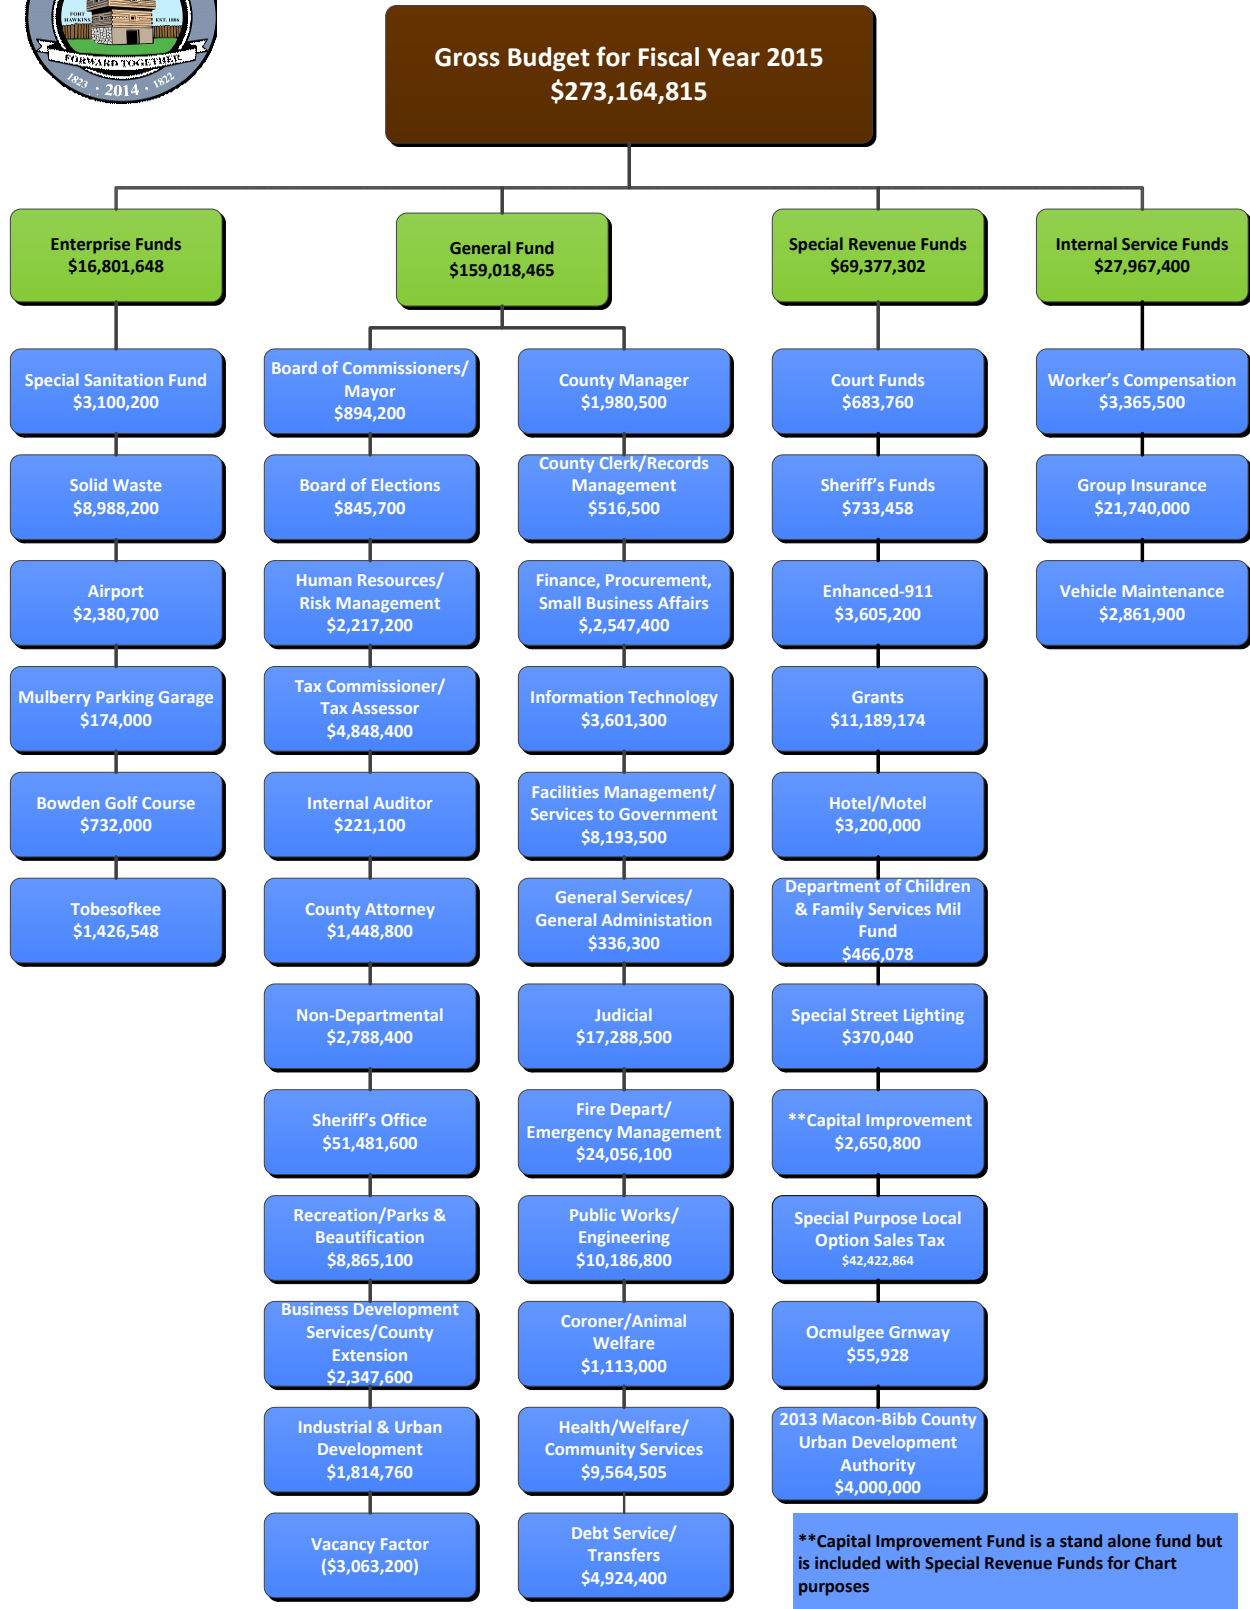 FORT
HAWKINS
EST. 1806
FORWARD TOGETHER
1823 · 2014 · 1822
Gross Budget for Fiscal Year 2015
$273,164,815
Enterprise Funds
$16,801,648
General Fund
$159,018,465
Special Revenue Funds
$69,377,302
Internal Service Funds
$27,967,400
Special Sanitation Fund
$3,100,200
Solid Waste
$8,988,200
Airport
$2,380,700
Mulberry Parking Garage
$174,000
Bowden Golf Course
$732,000
Tobesofkee
$1,426,548
Board of Commissioners/
Mayor
$894,200
Board of Elections
$845,700
Human Resources/
Risk Management
$2,217,200
Tax Commissioner/
Tax Assessor
$4,848,400
Internal Auditor
$221,100
County Attorney
$1,448,800
Non-Departmental
$2,788,400
Sheriff's Office
$51,481,600
Recreation/Parks &
Beautification
$8,865,100
Business Development
Services/County
Extension
$2,347,600
Industrial & Urban
Development
$1,814,760
Vacancy Factor
($3,063,200)
County Manager
$1,980,500
County Clerk/Records
Management
$516,500
Finance, Procurement,
Small Business Affairs
$,2,547,400
Information Technology
$3,601,300
Facilities Management/
Services to Government
$8,193,500
General Services/
General Administation
$336,300
Judicial
$17,288,500
Fire Depart/
Emergency Management
$24,056,100
Public Works/
Engineering
$10,186,800
Coroner/Animal
Welfare
$1,113,000
Health/Welfare/
Community Services
$9,564,505
Debt Service/
Transfers
$4,924,400
Court Funds
$683,760
Sheriff's Funds
$733,458
Enhanced-911
$3,605,200
Grants
$11,189,174
Hotel/Motel
$3,200,000
Department of Children
& Family Services Mil
Fund
$466,078
Special Street Lighting
$370,040
**Capital Improvement
$2,650,800
Special Purpose Local
Option Sales Tax
$42,422,864
Ocmulgee Grnway
$55,928
2013 Macon-Bibb County
Urban Development
Authority
$4,000,000
Worker's Compensation
$3,365,500
Group Insurance
$21,740,000
Vehicle Maintenance
$2,861,900
**Capital Improvement Fund is a stand alone fund but
is included with Special Revenue Funds for Chart
purposes